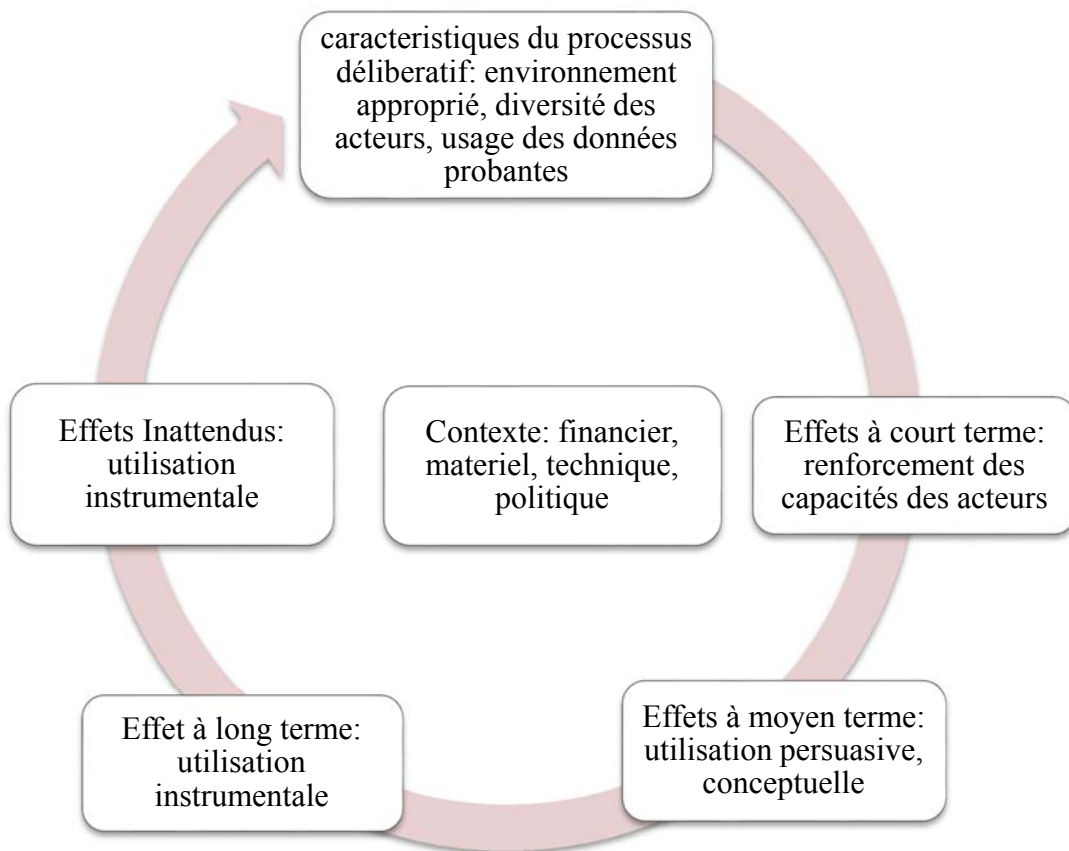 caracteristiques du processus
déliberatif: environnement
approprié, diversité des
acteurs, usage des données
probantes
Effets Inattendus:
utilisation
instrumentale
Contexte: financier,
materiel, technique,
politique
Effets à court terme:
renforcement des
capacités des acteurs
Effet à long terme:
utilisation
instrumentale
Effets à moyen terme:
utilisation persuasive,
conceptuelle